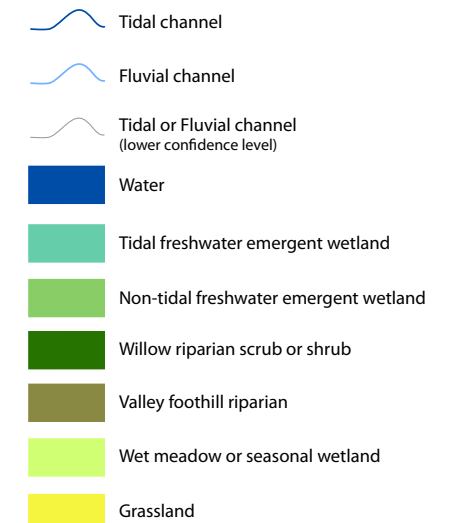 Tidal channel
Fluvial channel
Tidal or Fluvial channel
(lower confidence level)
Water
Tidal freshwater emergent wetland
Non-tidal freshwater emergent wetland
Willow riparian scrub or shrub
Valley foothill riparian
Wet meadow or seasonal wetland
Grassland